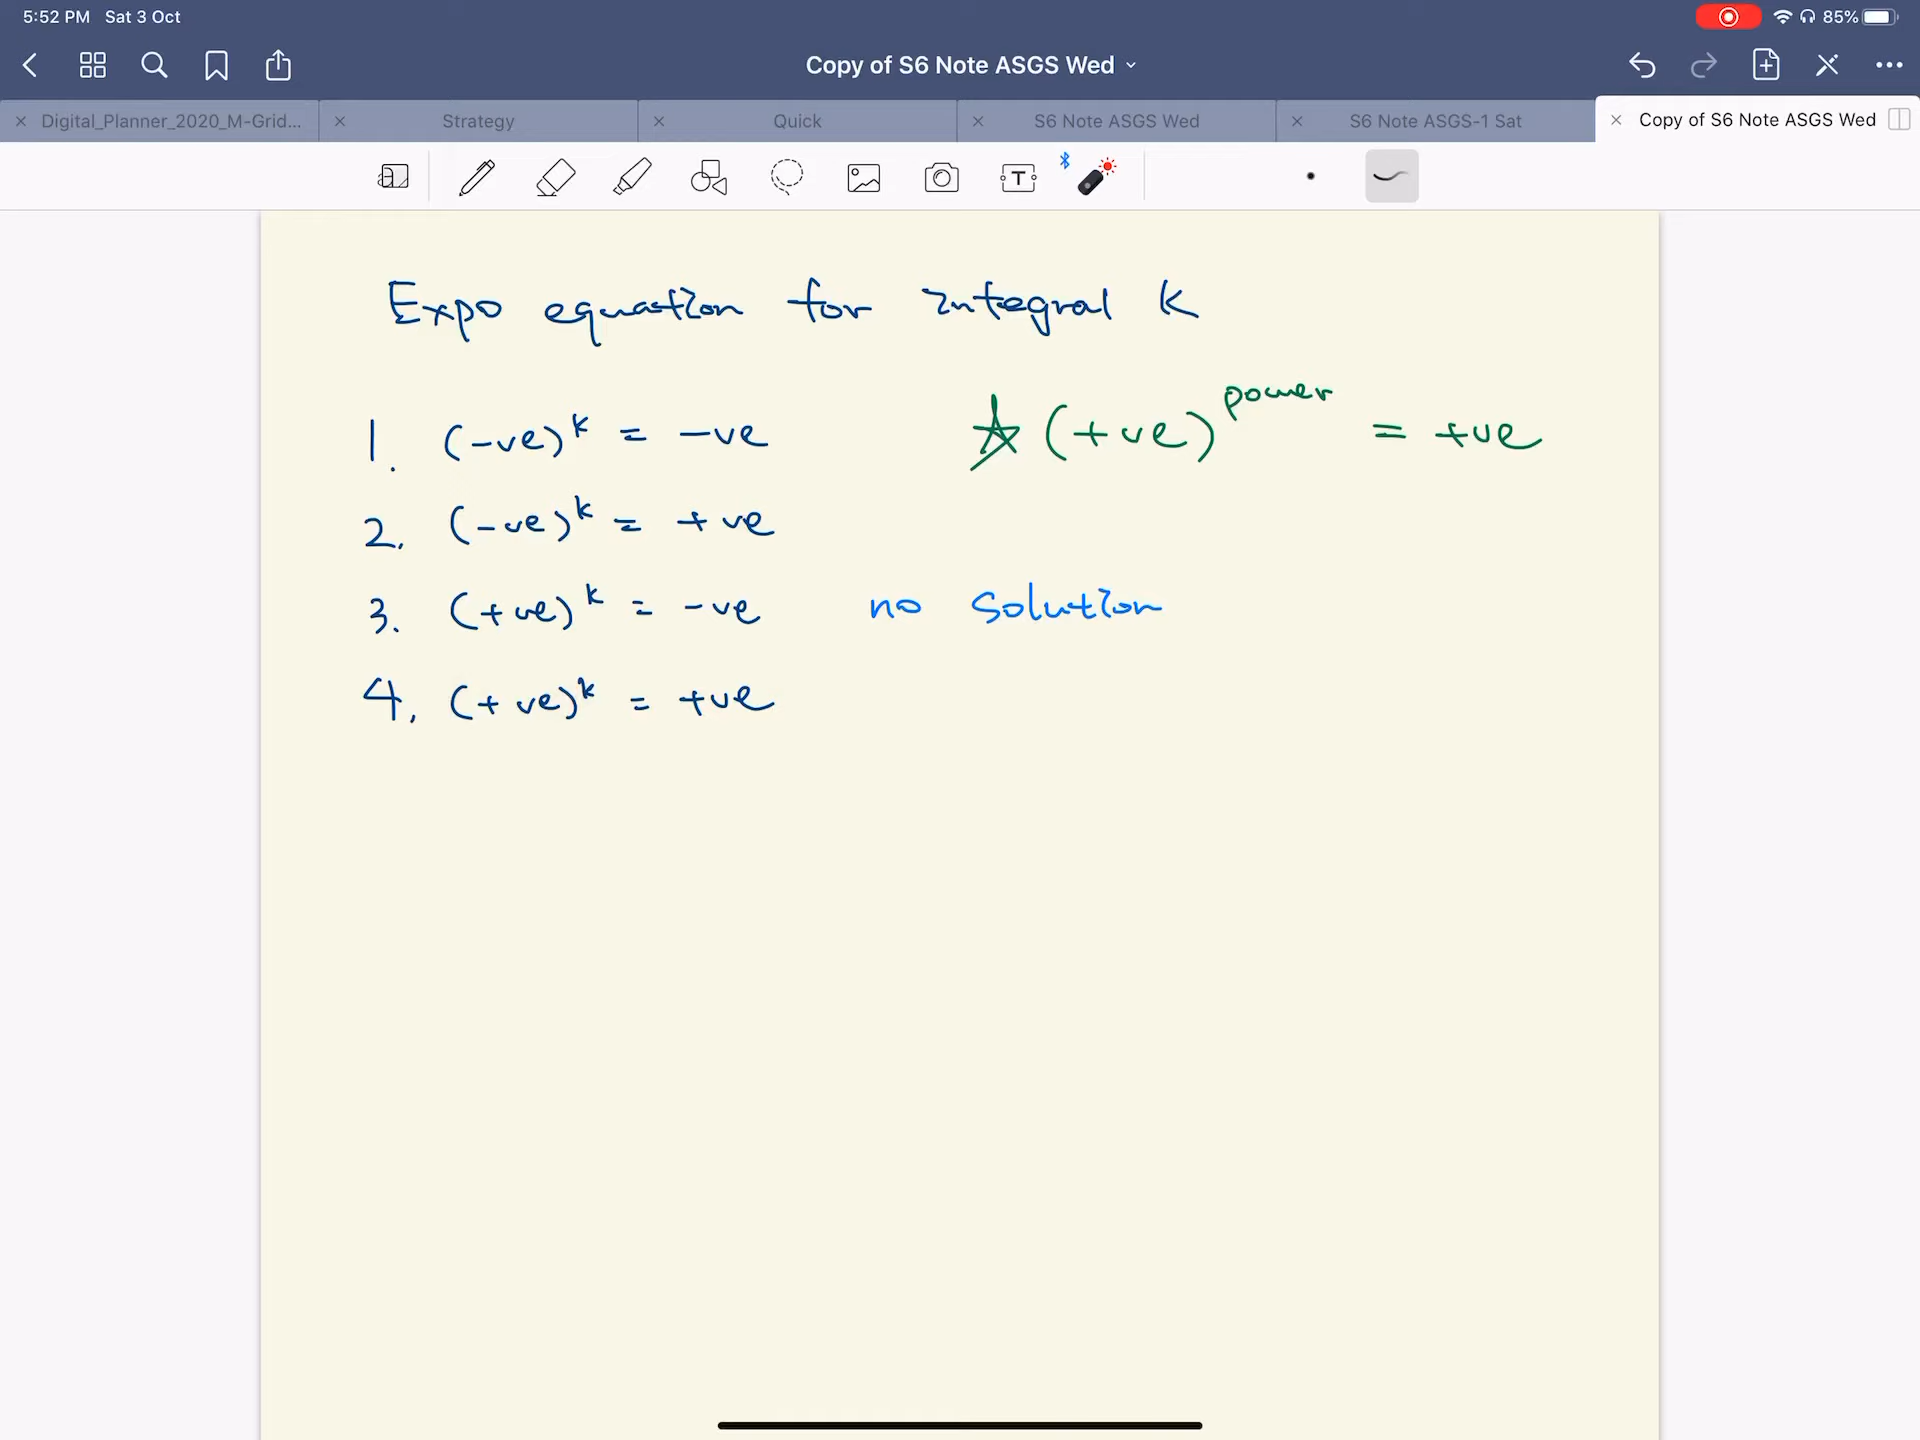 5:52 PM Sat 3 Oct 85%
Copy of S6 Note ASGS Wed
Digital_Planner_2020_M-Grid... Strategy Quick S6 Note ASGS Wed S6 Note ASGS-1 Sat Copy of S6 Note ASGS Wed
Expo equation for integral k
1. (-ve)^k = -ve ☆ (+ve)^power = +ve
2. (-ve)^k = +ve
3. (+ve)^k = -ve no solution
4. (+ve)^k = +ve